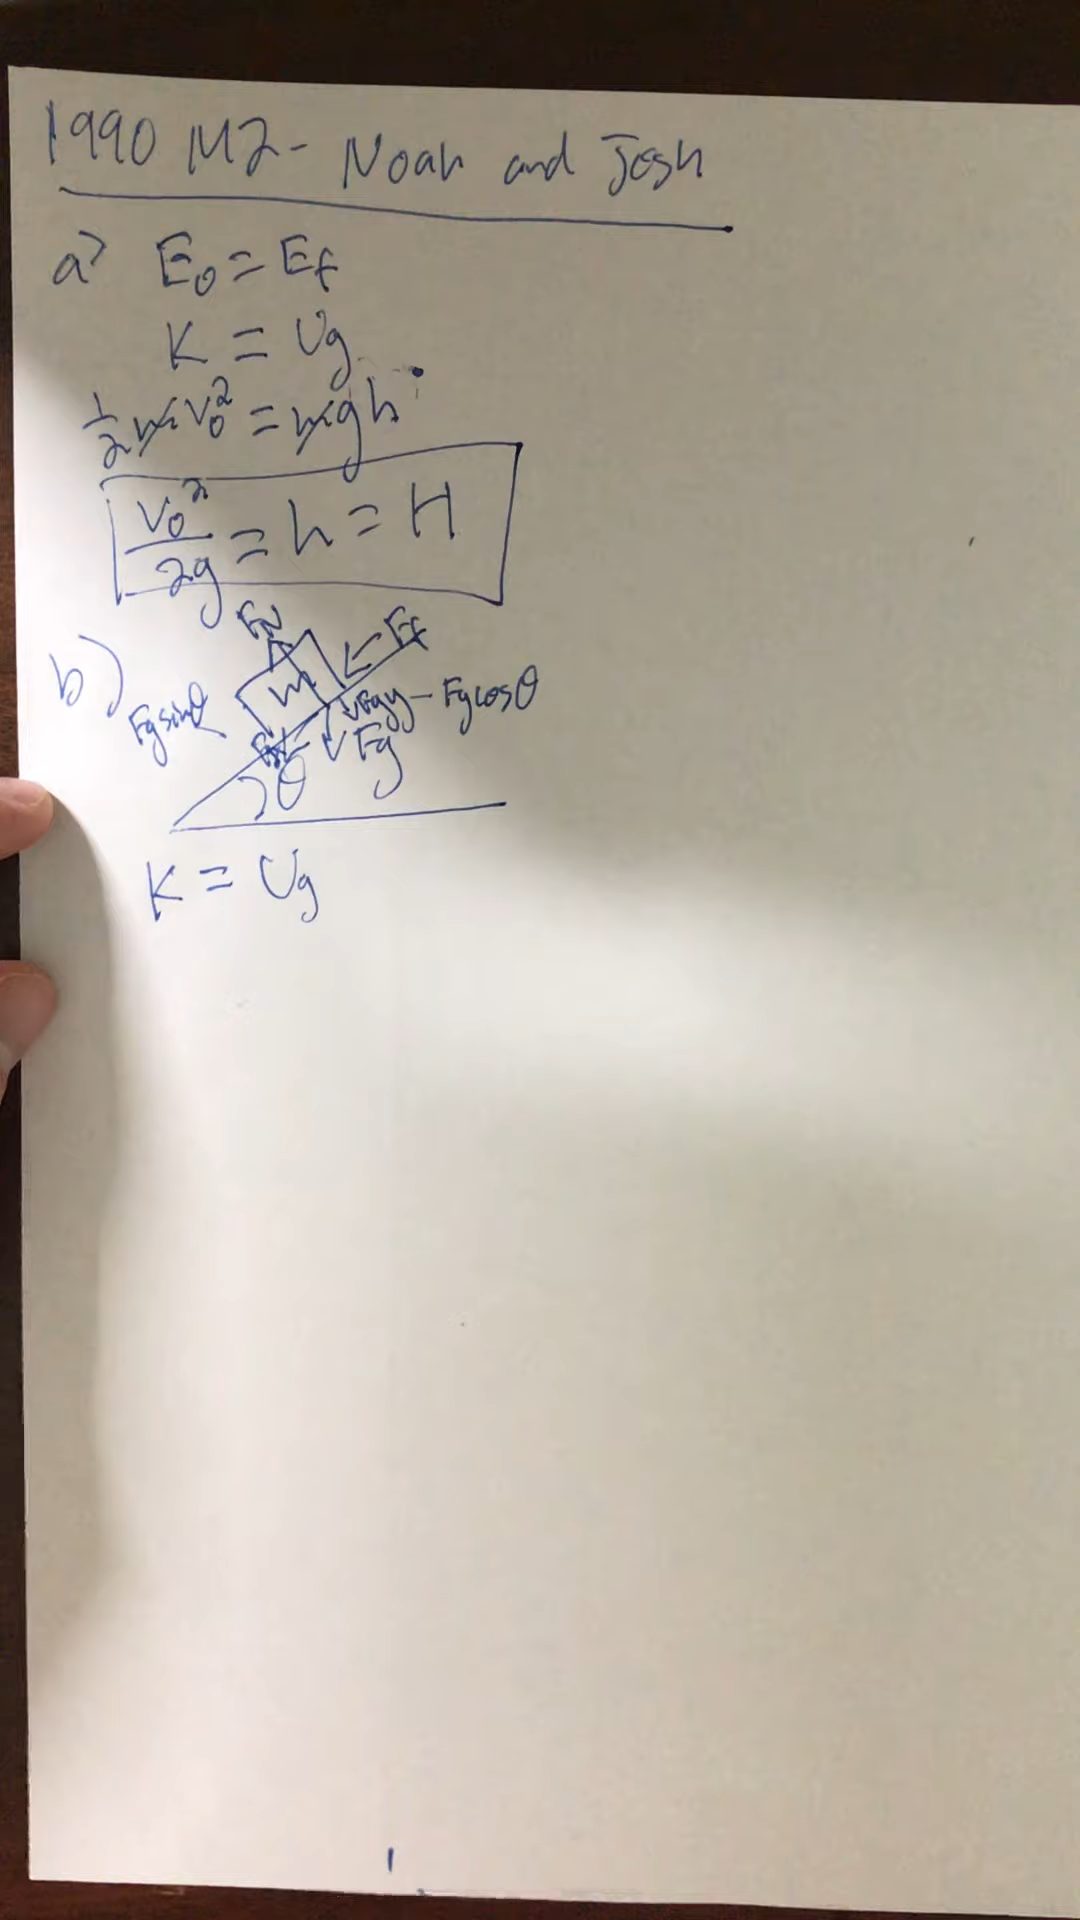 1990 M2- Noah and Josh
a) E₀ = Ef
K = Ug
½mv₀² = mgh
v₀²/2g = h = H
b) FN Ff
m
Fg sinθ Fgy - Fg cosθ
Fg
θ
K = Ug